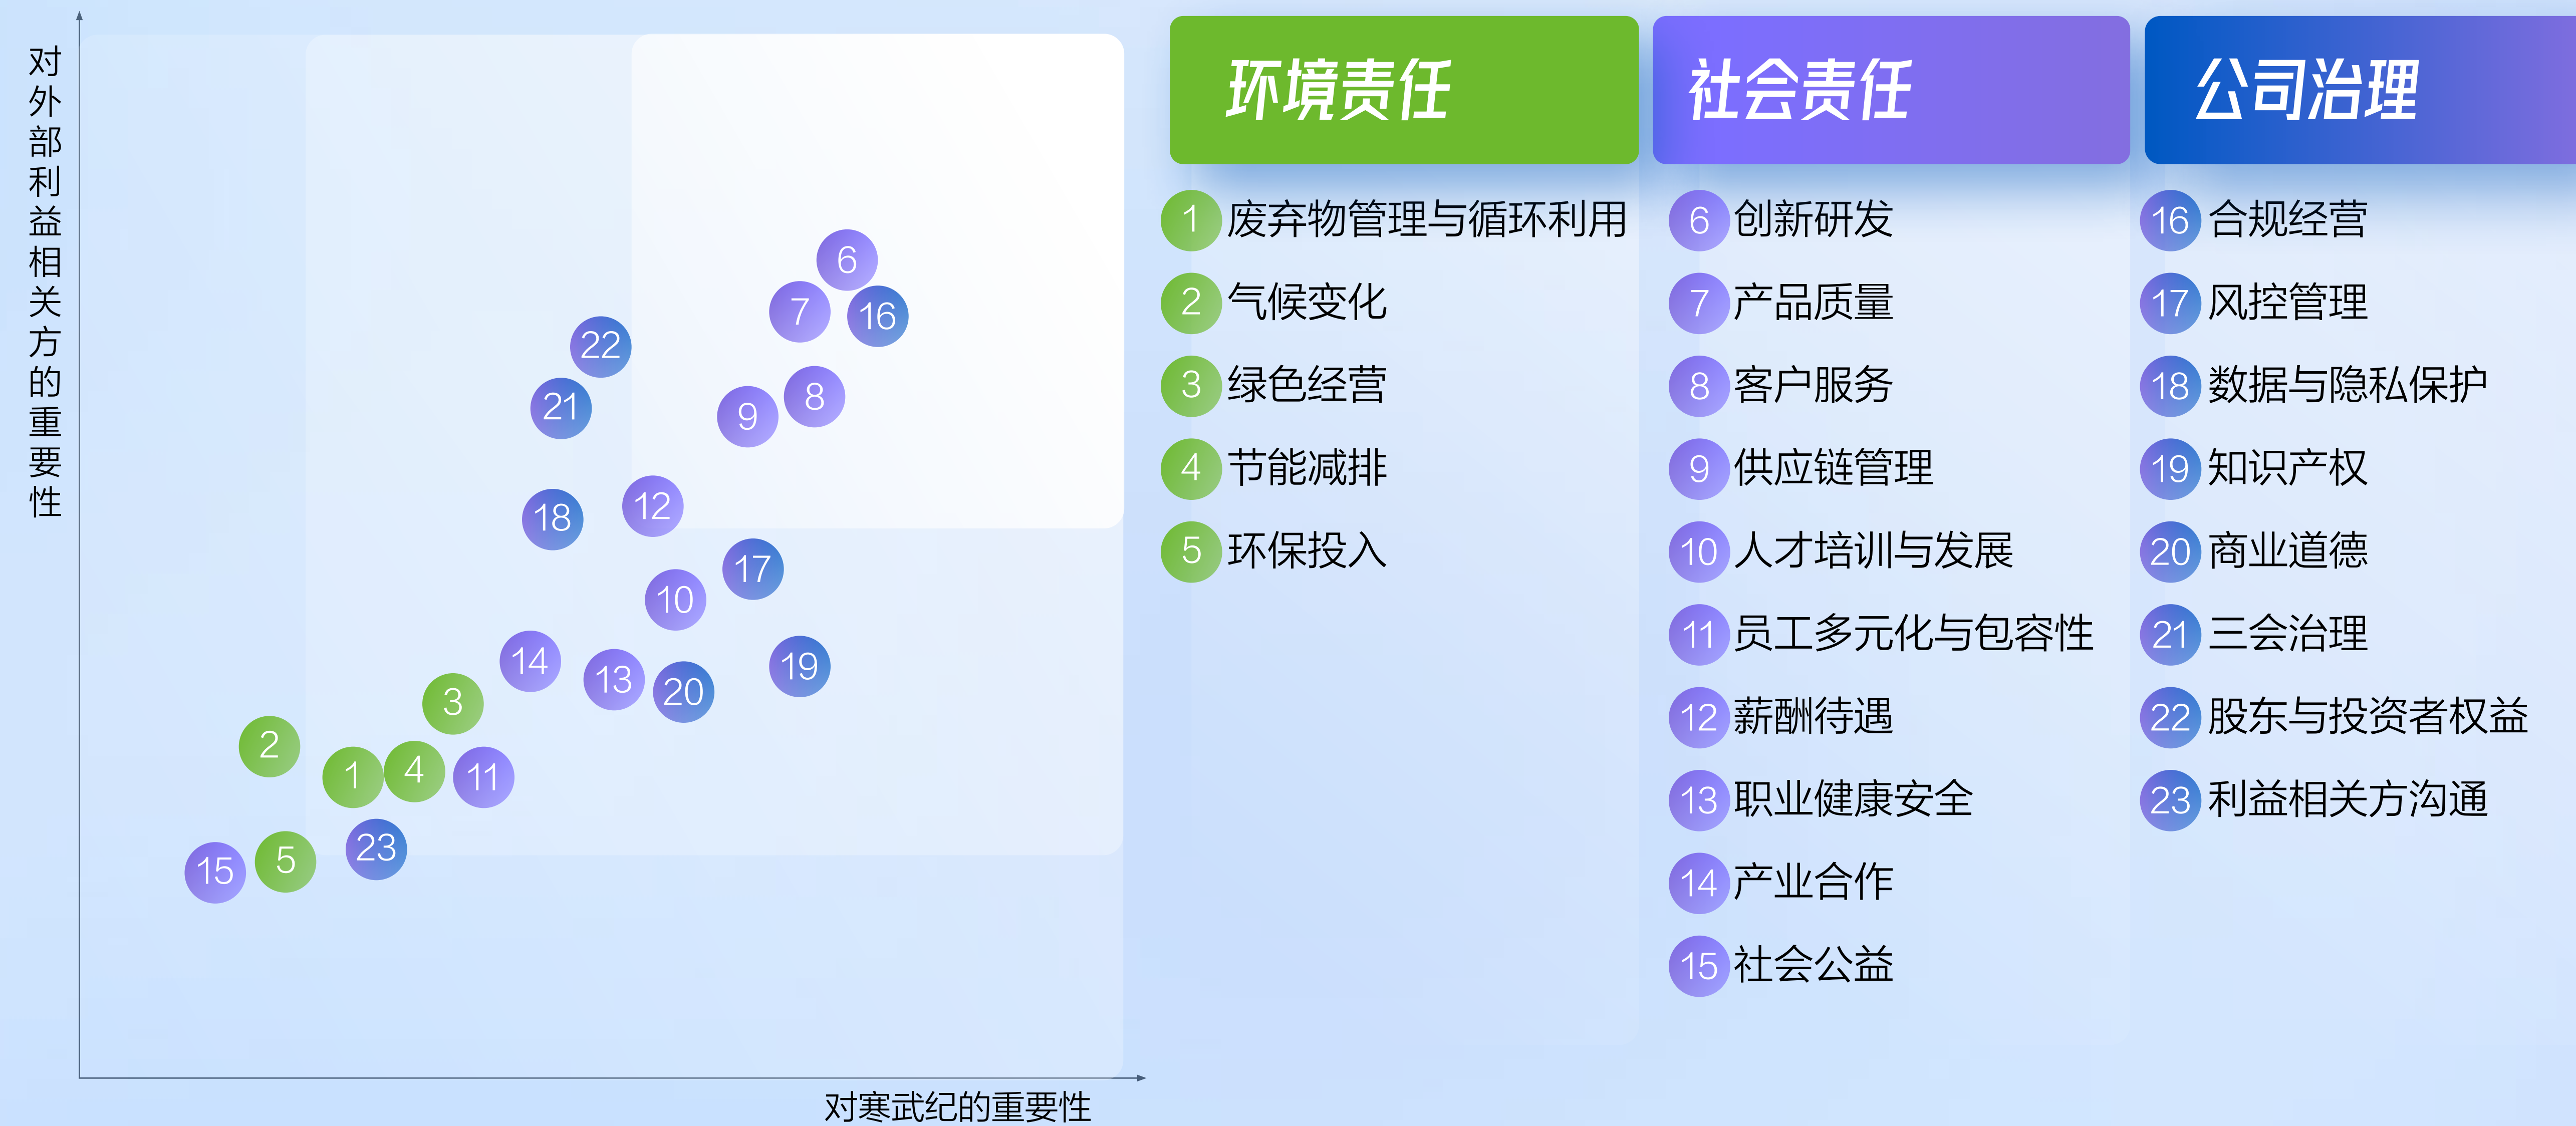 对外部利益相关方的重要性
6
7
16
22
8
21
9
12
18
17
10
14
19
13
20
3
2
4
1
11
23
5
15
对寒武纪的重要性
环境责任
1 废弃物管理与循环利用
2 气候变化
3 绿色经营
4 节能减排
5 环保投入
社会责任
6 创新研发
7 产品质量
8 客户服务
9 供应链管理
10 人才培训与发展
11 员工多元化与包容性
12 薪酬待遇
13 职业健康安全
14 产业合作
15 社会公益
公司治理
16 合规经营
17 风控管理
18 数据与隐私保护
19 知识产权
20 商业道德
21 三会治理
22 股东与投资者权益
23 利益相关方沟通